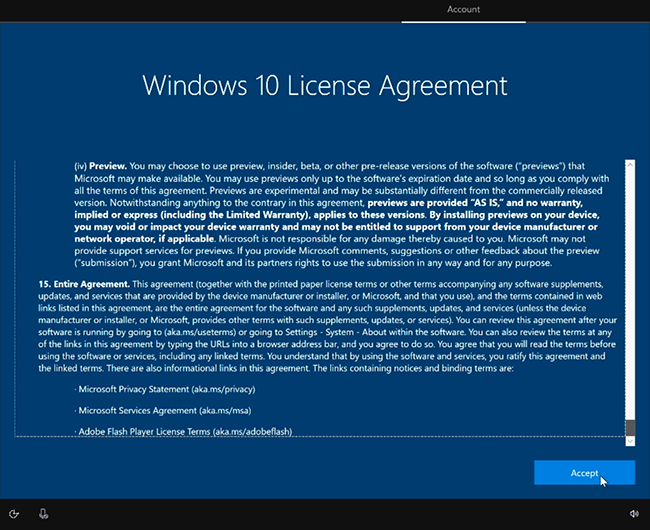 Account
Windows 10 License Agreement
(iv) Preview. You may choose to use preview, insider, beta, or other pre-release versions of the software ("previews") that
Microsoft may make available. You may use previews only up to the software's expiration date and so long as you comply with
all the terms of this agreement. Previews are experimental and may be substantially different from the commercially released
version. Notwithstanding anything to the contrary in this agreement, previews are provided "AS IS," and no warranty,
implied or express (including the Limited Warranty), applies to these versions. By installing previews on your device,
you may void or impact your device warranty and may not be entitled to support from your device manufacturer or
network operator, if applicable. Microsoft is not responsible for any damage thereby caused to you. Microsoft may not
provide support services for previews. If you provide Microsoft comments, suggestions or other feedback about the preview
("submission"), you grant Microsoft and its partners rights to use the submission in any way and for any purpose.
15. Entire Agreement. This agreement (together with the printed paper license terms or other terms accompanying any software supplements,
updates, and services that are provided by the device manufacturer or installer, or Microsoft, and that you use), and the terms contained in web
links listed in this agreement, are the entire agreement for the software and any such supplements, updates, and services (unless the device
manufacturer or installer, or Microsoft, provides other terms with such supplements, updates, or services). You can review this agreement after your
software is running by going to (aka.ms/useterms) or going to Settings - System - About within the software. You can also review the terms at any
of the links in this agreement by typing the URLs into a browser address bar, and you agree to do so. You agree that you will read the terms before
using the software or services, including any linked terms. You understand that by using the software and services, you ratify this agreement and
the linked terms. There are also informational links in this agreement. The links containing notices and binding terms are:
· Microsoft Privacy Statement (aka.ms/privacy)
· Microsoft Services Agreement (aka.ms/msa)
· Adobe Flash Player License Terms (aka.ms/adobeflash)
Accept